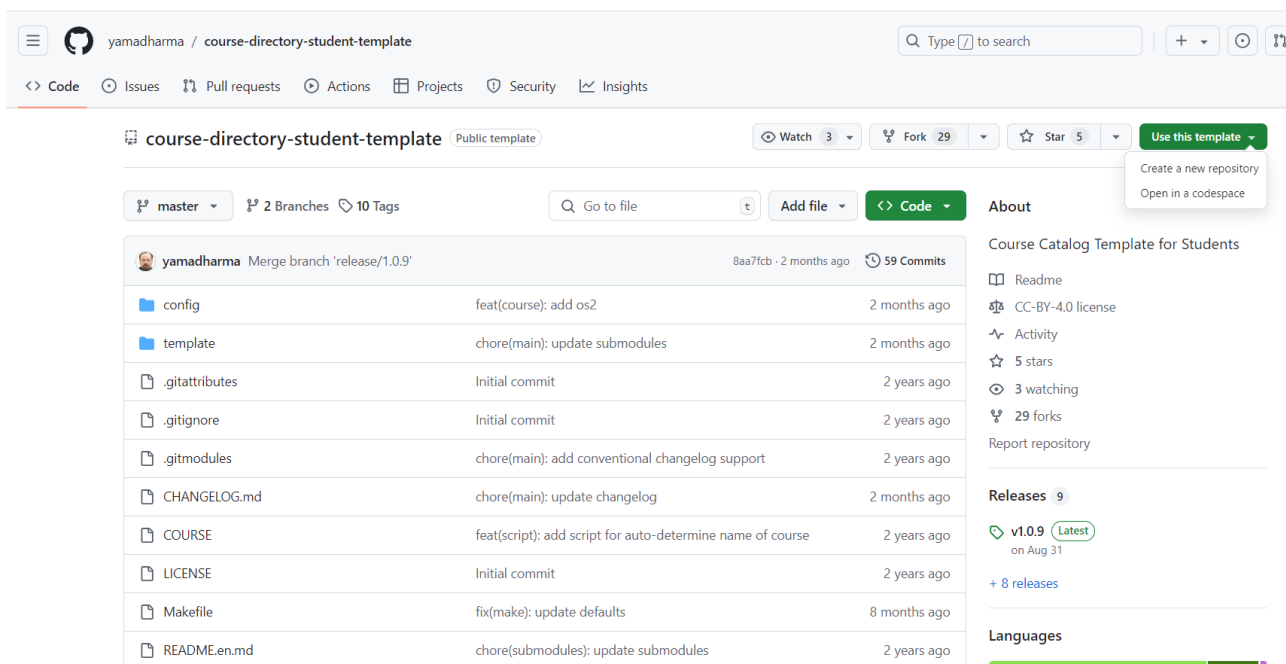 yamadharma / course-directory-student-template
Type / to search
Code Issues Pull requests Actions Projects Security Insights
course-directory-student-template Public template
Watch 3 Fork 29 Star 5 Use this template
Create a new repository
Open in a codespace
master 2 Branches 10 Tags Go to file t Add file Code
yamadharma Merge branch 'release/1.0.9' 8aa7fcb · 2 months ago 59 Commits
config feat(course): add os2 2 months ago
template chore(main): update submodules 2 months ago
.gitattributes Initial commit 2 years ago
.gitignore Initial commit 2 years ago
.gitmodules chore(main): add conventional changelog support 2 years ago
CHANGELOG.md chore(main): update changelog 2 months ago
COURSE feat(script): add script for auto-determine name of course 2 years ago
LICENSE Initial commit 2 years ago
Makefile fix(make): update defaults 8 months ago
README.en.md chore(submodules): update submodules 2 years ago
About
Course Catalog Template for Students
Readme
CC-BY-4.0 license
Activity
5 stars
3 watching
29 forks
Report repository
Releases 9
v1.0.9 Latest
on Aug 31
+ 8 releases
Languages